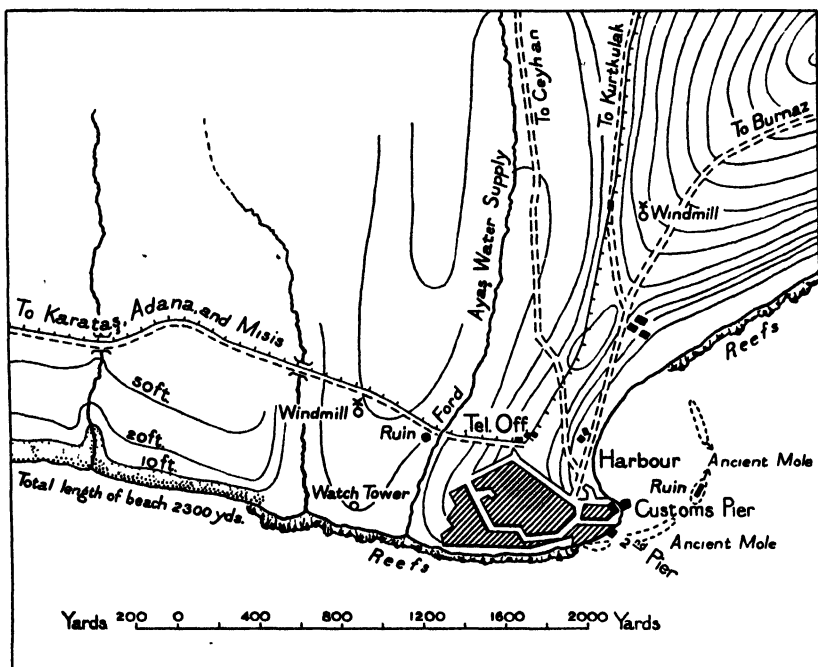 To Ceyhan
To Kurtkulak
To Burnaz
Windmill
Ayaş Water Supply
To Karataş, Adana, and Misis
Reefs
50ft.
Windmill
Ford
Tel. Off.
Ruin
20ft.
10ft.
Harbour
Ancient Mole
Ruin
Watch Tower
Customs Pier
Total length of beach 2300 yds.
Reefs
Ancient Mole
2nd Pier
Yards 200 0 400 800 1200 1600 2000 Yards